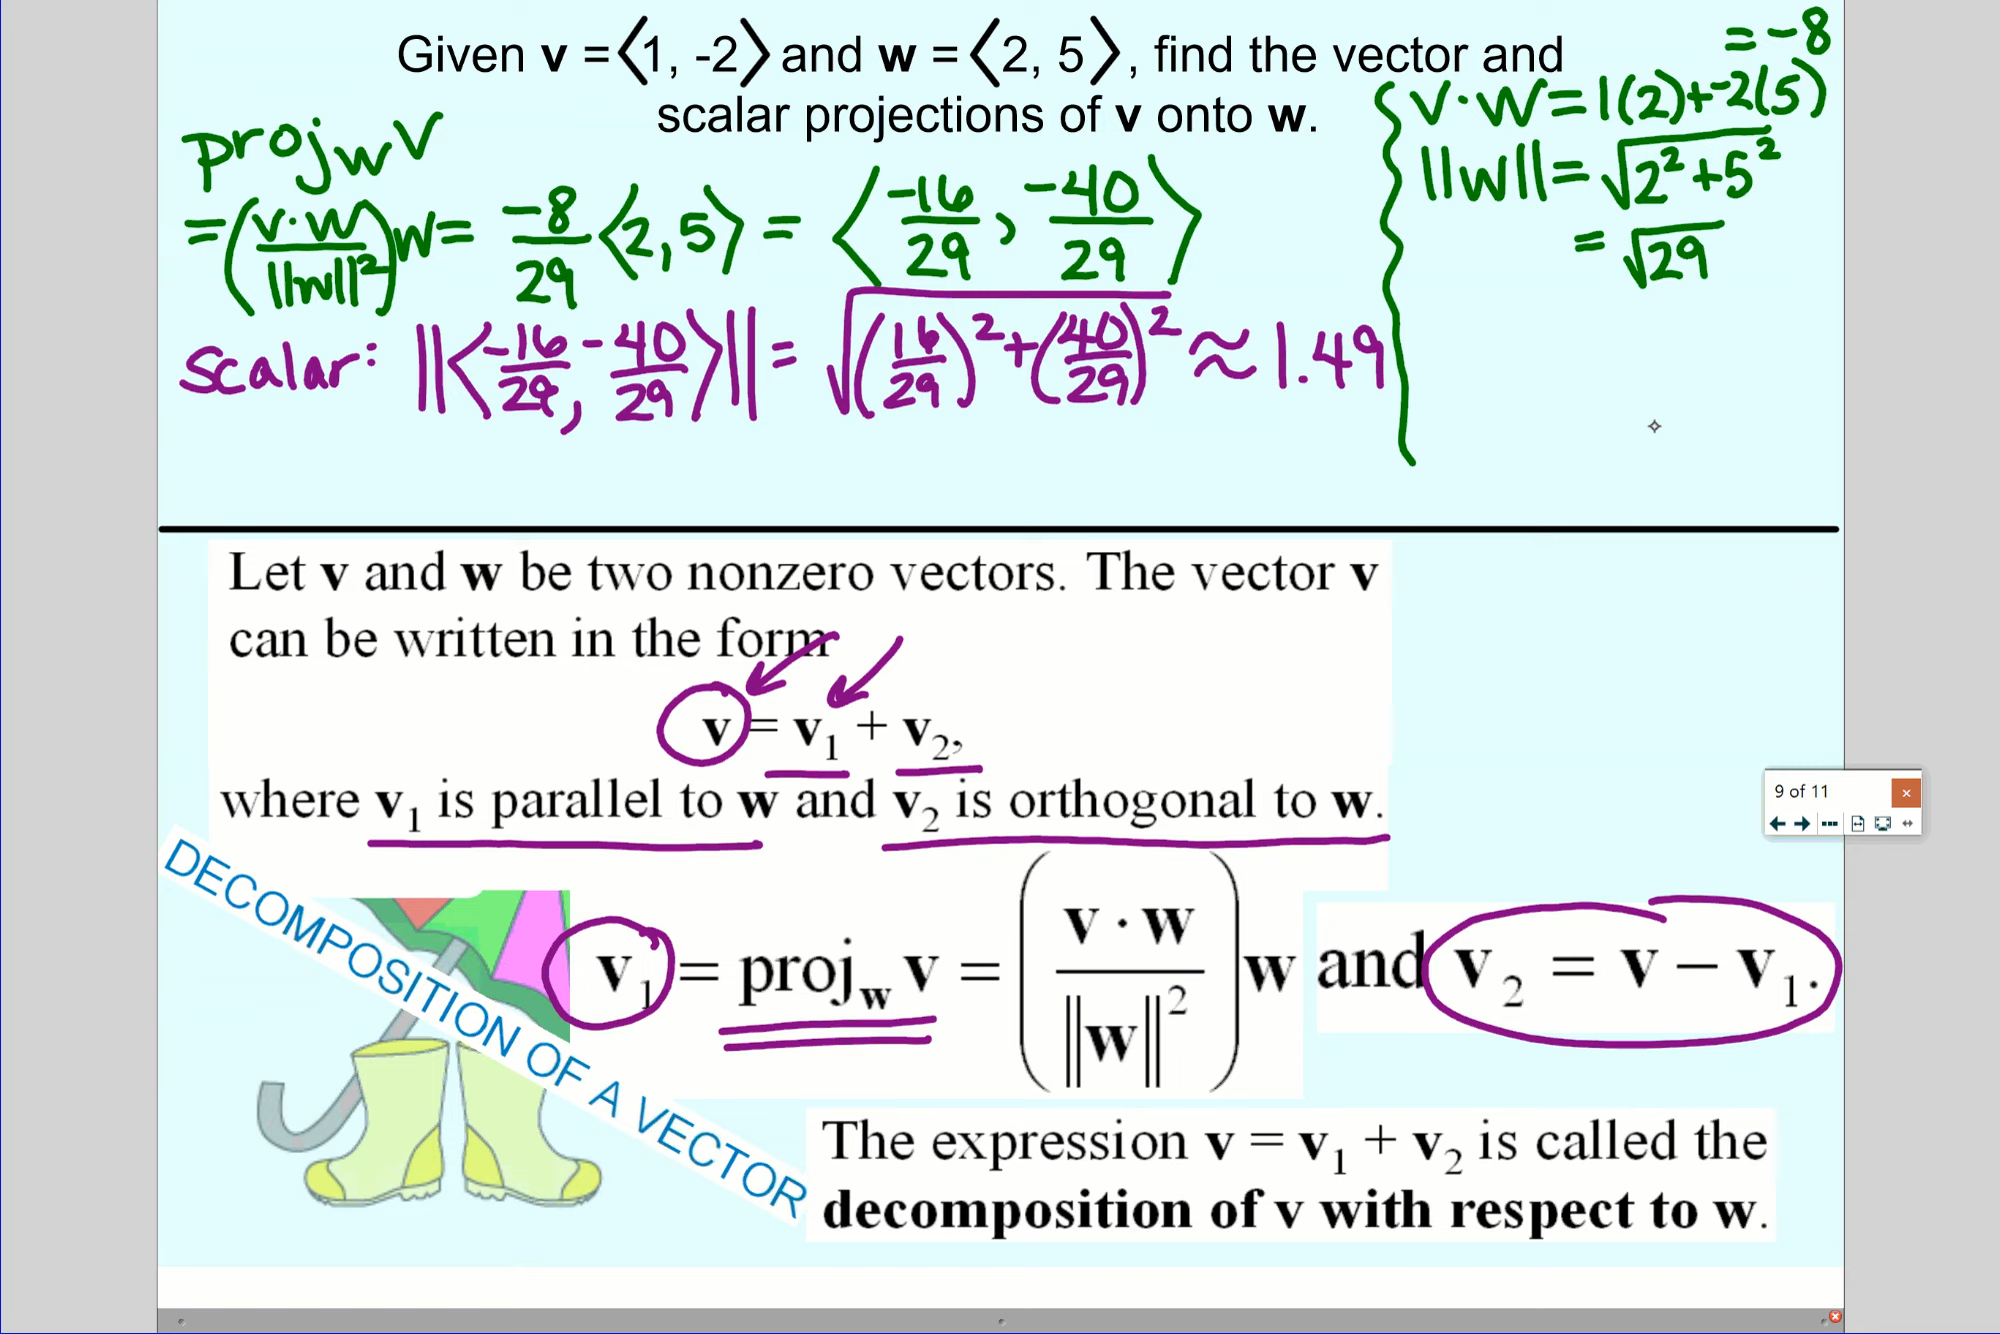 Given v = ⟨1, -2⟩ and w = ⟨2, 5⟩, find the vector and
scalar projections of v onto w.
= -8
v·w = 1(2)+-2(5)
||w|| = √2²+5²
= √29
proj_w v
= (v·w / ||w||²) w = -8/29 ⟨2,5⟩ = ⟨-16/29, -40/29⟩
scalar: ||⟨-16/29, -40/29⟩|| = √(16/29)²+(40/29)² ≈ 1.49
Let v and w be two nonzero vectors. The vector v
can be written in the form
v = v₁ + v₂,
where v₁ is parallel to w and v₂ is orthogonal to w.
DECOMPOSITION OF A VECTOR
v₁ = proj_w v = (v · w / ||w||²) w and v₂ = v − v₁.
The expression v = v₁ + v₂ is called the
decomposition of v with respect to w.
9 of 11